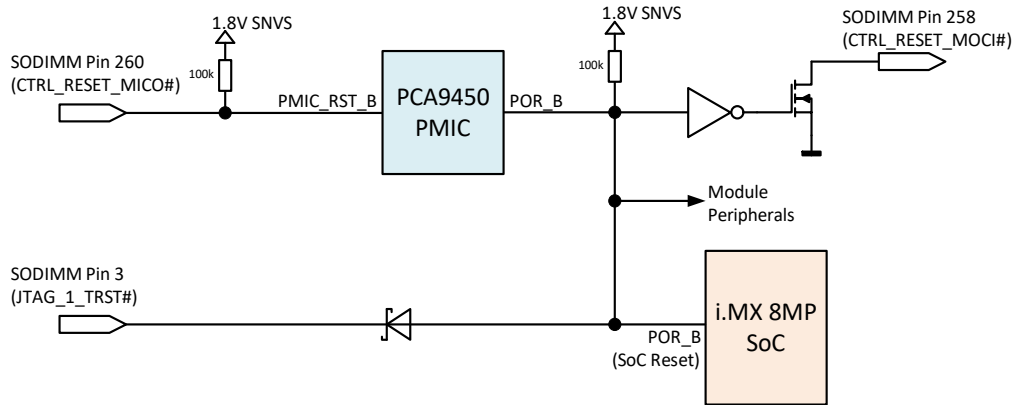 1.8V SNVS
1.8V SNVS
SODIMM Pin 258
(CTRL_RESET_MOCI#)
SODIMM Pin 260
(CTRL_RESET_MICO#)
100k
100k
PMIC_RST_B
PCA9450
PMIC
POR_B
Module
Peripherals
SODIMM Pin 3
(JTAG_1_TRST#)
POR_B
(SoC Reset)
i.MX 8MP
SoC